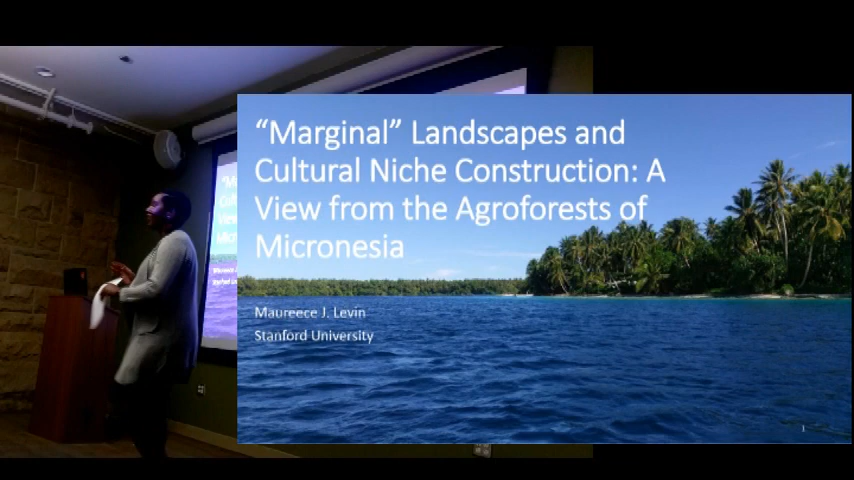 “Marginal” Landscapes and
Cultural Niche Construction: A
View from the Agroforests of
Micronesia
Maureece J. Levin
Stanford University
1